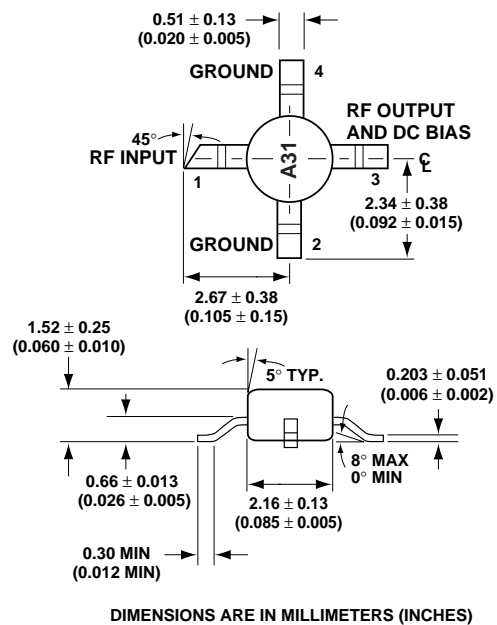 0.51 ± 0.13
(0.020 ± 0.005)
GROUND
4
RF OUTPUT
AND DC BIAS
45°
RF INPUT
A31
1
3
℄
2.34 ± 0.38
(0.092 ± 0.015)
GROUND
2
2.67 ± 0.38
(0.105 ± 0.15)
1.52 ± 0.25
(0.060 ± 0.010)
5° TYP.
0.203 ± 0.051
(0.006 ± 0.002)
8° MAX
0° MIN
0.66 ± 0.013
(0.026 ± 0.005)
2.16 ± 0.13
(0.085 ± 0.005)
0.30 MIN
(0.012 MIN)
DIMENSIONS ARE IN MILLIMETERS (INCHES)